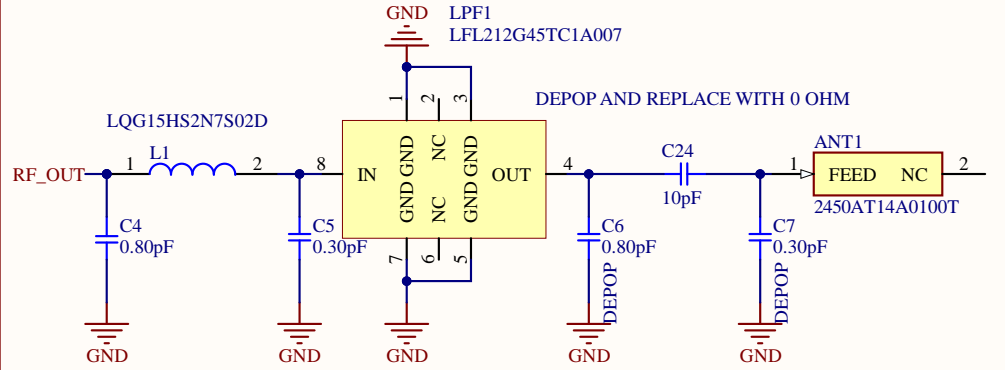 GND
LPF1
LFL212G45TC1A007
DEPOP AND REPLACE WITH 0 OHM
LQG15HS2N7S02D
1
2
3
ANT1
L1
C24
RF_OUT
1
2
8
IN
GND GND
NC
GND GND
NC
OUT
4
10pF
1
FEED
NC
2
2450AT14A0100T
C4
0.80pF
C5
0.30pF
C6
0.80pF
DEPOP
C7
0.30pF
DEPOP
7
6
5
GND
GND
GND
GND
GND